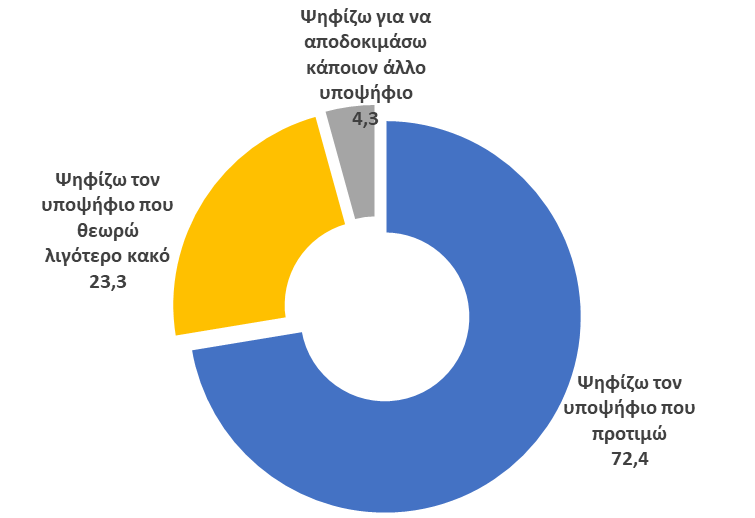 Ψηφίζω για να
αποδοκιμάσω
κάποιον άλλο
υποψήφιο
4,3
Ψηφίζω τον
υποψήφιο που
θεωρώ
λιγότερο κακό
23,3
Ψηφίζω τον
υποψήφιο που
προτιμώ
72,4